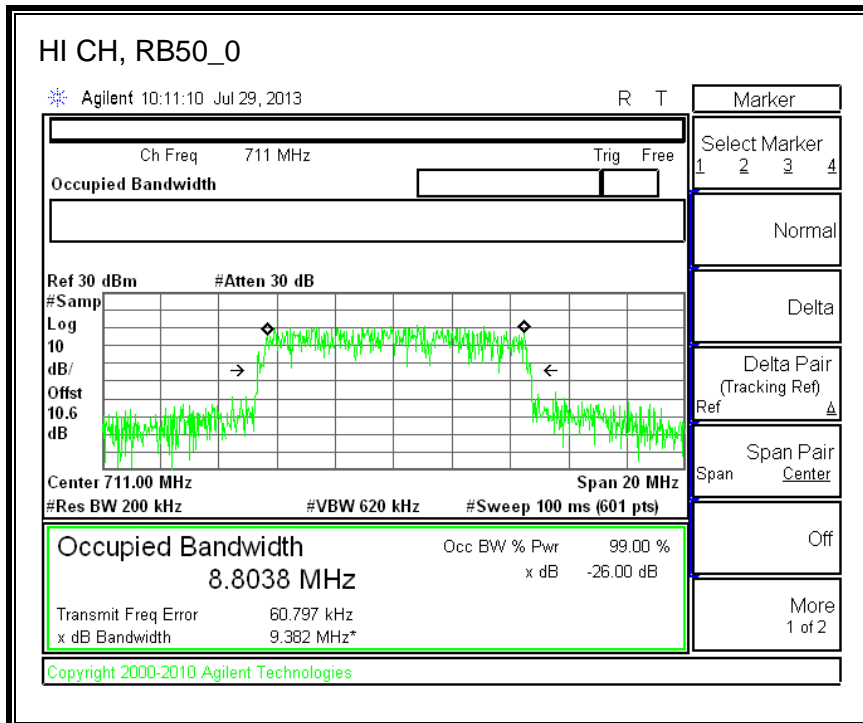 HI CH, RB50_0
Agilent 10:11:10 Jul 29, 2013 R T
Ch Freq 711 MHz Trig Free
Occupied Bandwidth
Ref 30 dBm #Atten 30 dB
#Samp
Log
10
dB/
Offst
10.6
dB
Center 711.00 MHz Span 20 MHz
#Res BW 200 kHz #VBW 620 kHz #Sweep 100 ms (601 pts)
Occupied Bandwidth Occ BW % Pwr 99.00 %
8.8038 MHz x dB -26.00 dB
Transmit Freq Error 60.797 kHz
x dB Bandwidth 9.382 MHz*
Copyright 2000-2010 Agilent Technologies
Marker
Select Marker
1 2 3 4
Normal
Delta
Delta Pair
(Tracking Ref)
Ref Δ
Span Pair
Span Center
Off
More
1 of 2